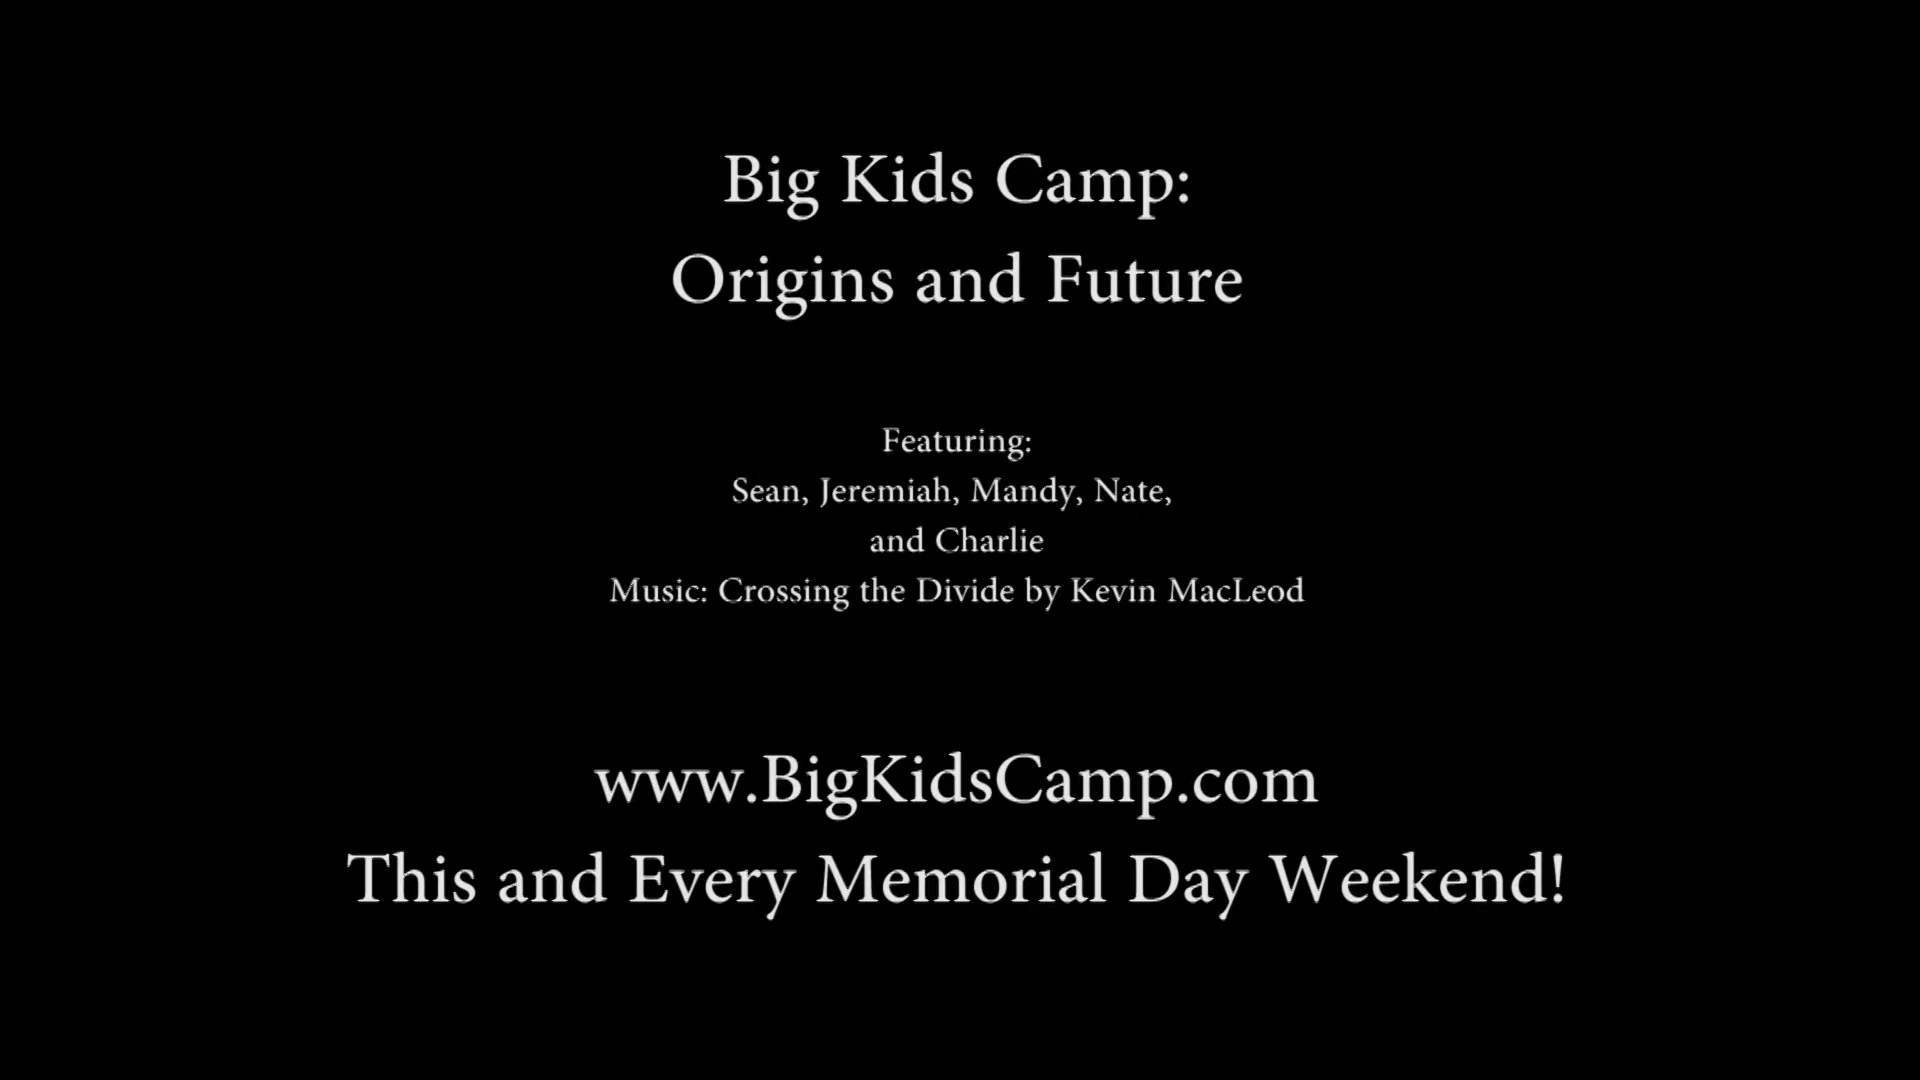 Big Kids Camp:
Origins and Future
Featuring:
Sean, Jeremiah, Mandy, Nate,
and Charlie
Music: Crossing the Divide by Kevin MacLeod
www.BigKidsCamp.com
This and Every Memorial Day Weekend!